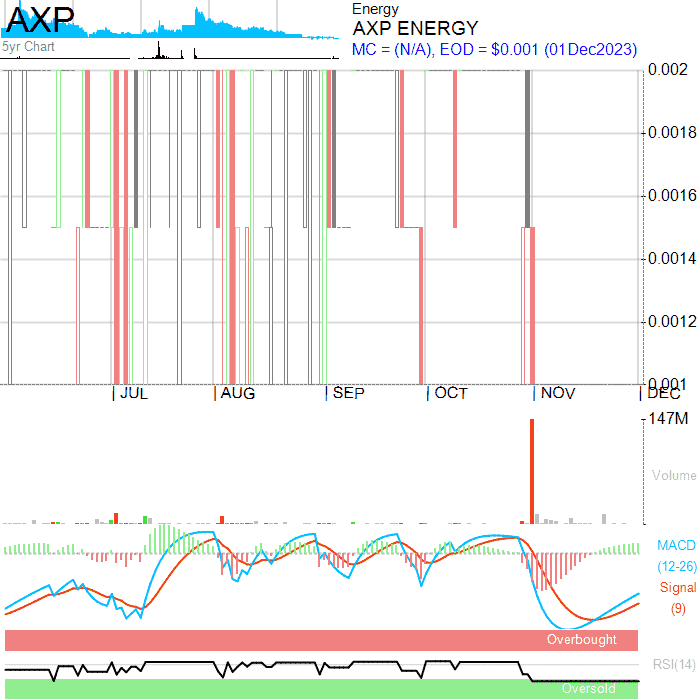 AXP
5yr Chart
Energy
AXP ENERGY
MC = (N/A), EOD = $0.001 (01Dec2023)
0.002
0.0018
0.0016
0.0014
0.0012
0.001
JUL
AUG
SEP
OCT
NOV
DEC
147M
Volume
MACD
(12-26)
Signal
(9)
Overbought
RSI(14)
Oversold